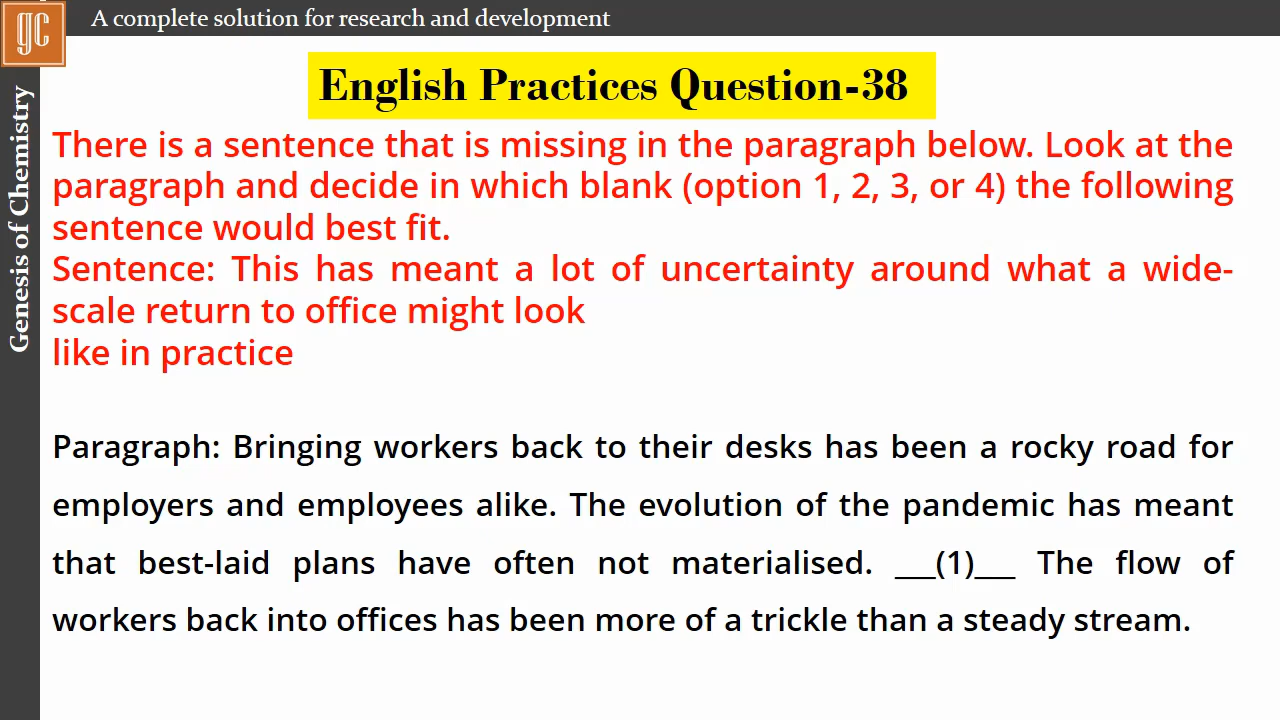 gc
A complete solution for research and development
Genesis of Chemistry
English Practices Question-38
There is a sentence that is missing in the paragraph below. Look at the
paragraph and decide in which blank (option 1, 2, 3, or 4) the following
sentence would best fit.
Sentence: This has meant a lot of uncertainty around what a wide-
scale return to office might look
like in practice
Paragraph: Bringing workers back to their desks has been a rocky road for
employers and employees alike. The evolution of the pandemic has meant
that best-laid plans have often not materialised. ___(1)___ The flow of
workers back into offices has been more of a trickle than a steady stream.